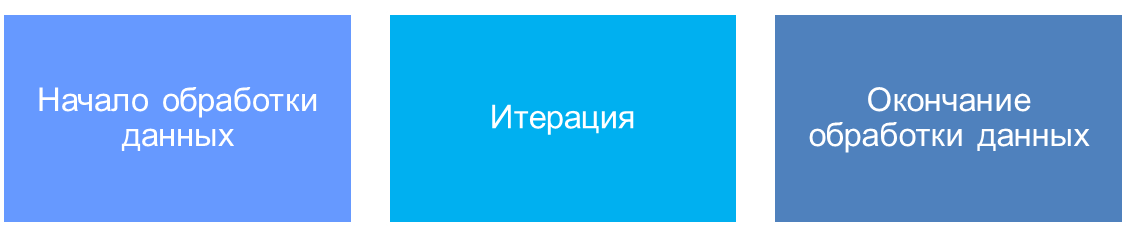 Начало обработки
данных
Итерация
Окончание
обработки данных